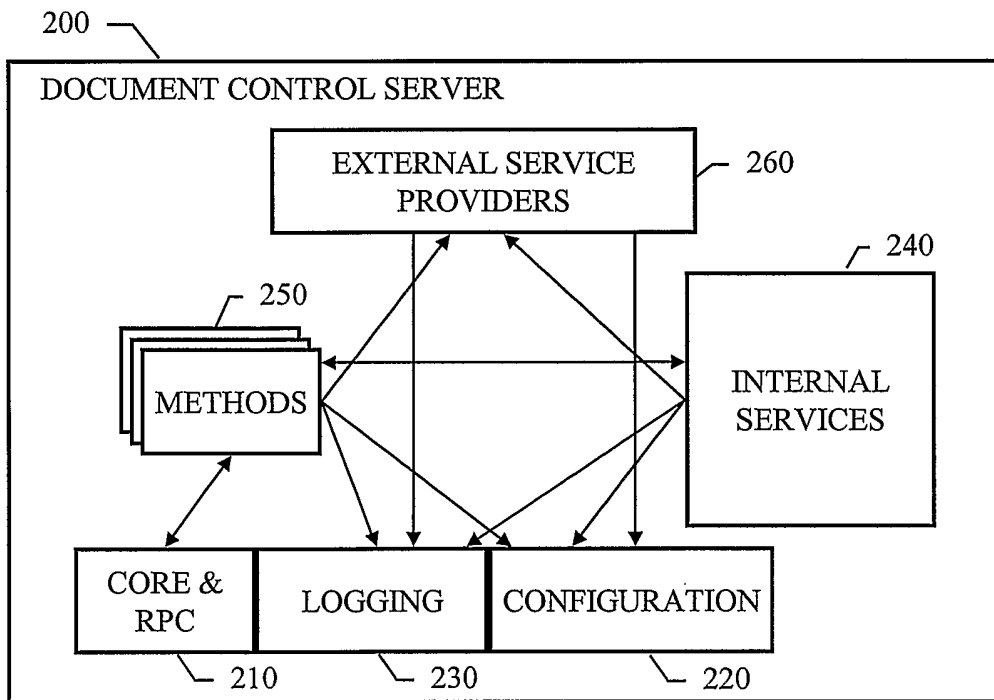 200
DOCUMENT CONTROL SERVER
EXTERNAL SERVICE
PROVIDERS
260
240
250
METHODS
INTERNAL
SERVICES
CORE &
RPC
LOGGING
CONFIGURATION
210
230
220